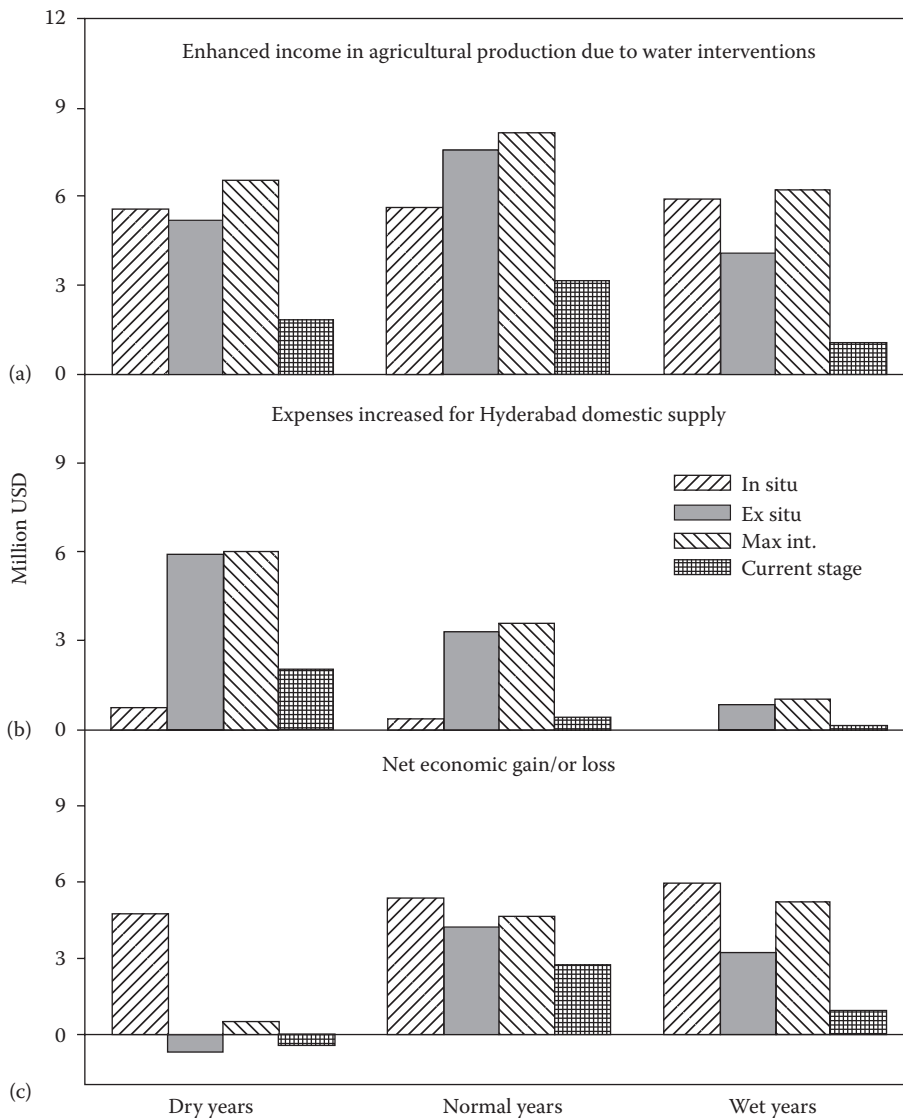 12
Enhanced income in agricultural production due to water interventions
9
6
3
(a)
0
Expenses increased for Hyderabad domestic supply
9
In situ
Ex situ
6
Max int.
Current stage
3
(b)
0
Million USD
Net economic gain/or loss
9
6
3
0
(c)
Dry years
Normal years
Wet years